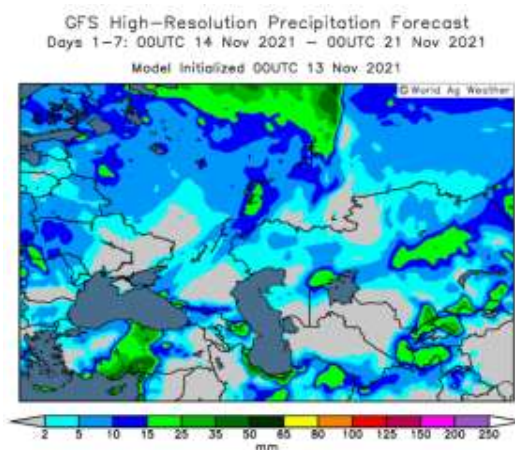 GFS High-Resolution Precipitation Forecast
Days 1-7: 00UTC 14 Nov 2021 - 00UTC 21 Nov 2021
Model Initialized 00UTC 13 Nov 2021
© World Ag Weather
2 5 10 15 25 35 50 65 80 100 125 150 200 250
mm